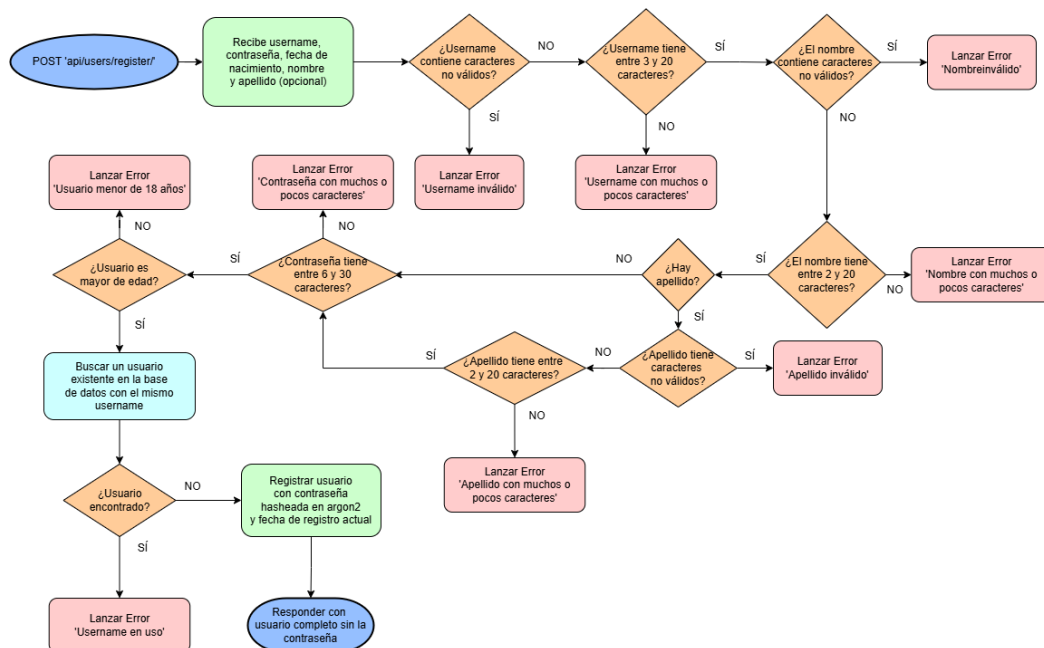 POST 'api/users/register/'
Recibe username,
contraseña, fecha de
nacimiento, nombre
y apellido (opcional)
¿Username
contiene caracteres
no válidos?
NO
SÍ
Lanzar Error
'Username inválido'
¿Username tiene
entre 3 y 20
caracteres?
SÍ
NO
Lanzar Error
'Username con muchos o
pocos caracteres'
¿El nombre
contiene caracteres
no válidos?
SÍ
Lanzar Error
'Nombreinválido'
NO
¿El nombre tiene
entre 2 y 20
caracteres?
NO
Lanzar Error
'Nombre con muchos o
pocos caracteres'
SÍ
¿Hay
apellido?
NO
SÍ
¿Apellido tiene
caracteres
no válidos?
SÍ
Lanzar Error
'Apellido inválido'
NO
¿Apellido tiene entre
2 y 20 caracteres?
SÍ
NO
Lanzar Error
'Apellido con muchos o
pocos caracteres'
¿Contraseña tiene
entre 6 y 30
caracteres?
NO
Lanzar Error
'Contraseña con muchos o
pocos caracteres'
SÍ
¿Usuario es
mayor de edad?
NO
Lanzar Error
'Usuario menor de 18 años'
SÍ
Buscar un usuario
existente en la base
de datos con el mismo
username
¿Usuario
encontrado?
NO
SÍ
Lanzar Error
'Username en uso'
Registrar usuario
con contraseña
hasheada en argon2
y fecha de registro actual
Responder con
usuario completo sin la
contraseña